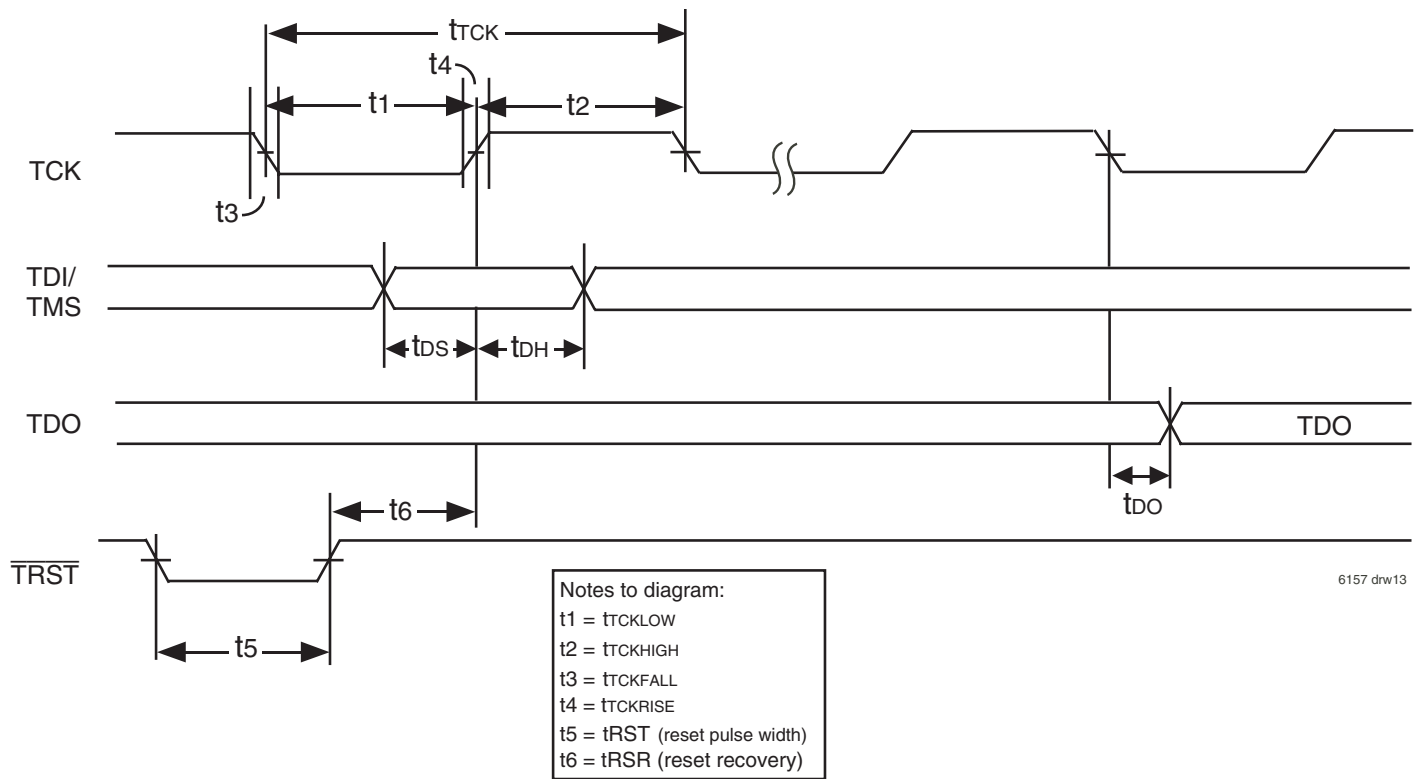 tTCK
t4
t1
t2
TCK
t3
TDI/
TMS
tDS
tDH
TDO
TDO
tDO
t6
TRST
6157 drw13
t5
Notes to diagram:
t1 = tTCKLOW
t2 = tTCKHIGH
t3 = tTCKFALL
t4 = tTCKRISE
t5 = tRST (reset pulse width)
t6 = tRSR (reset recovery)